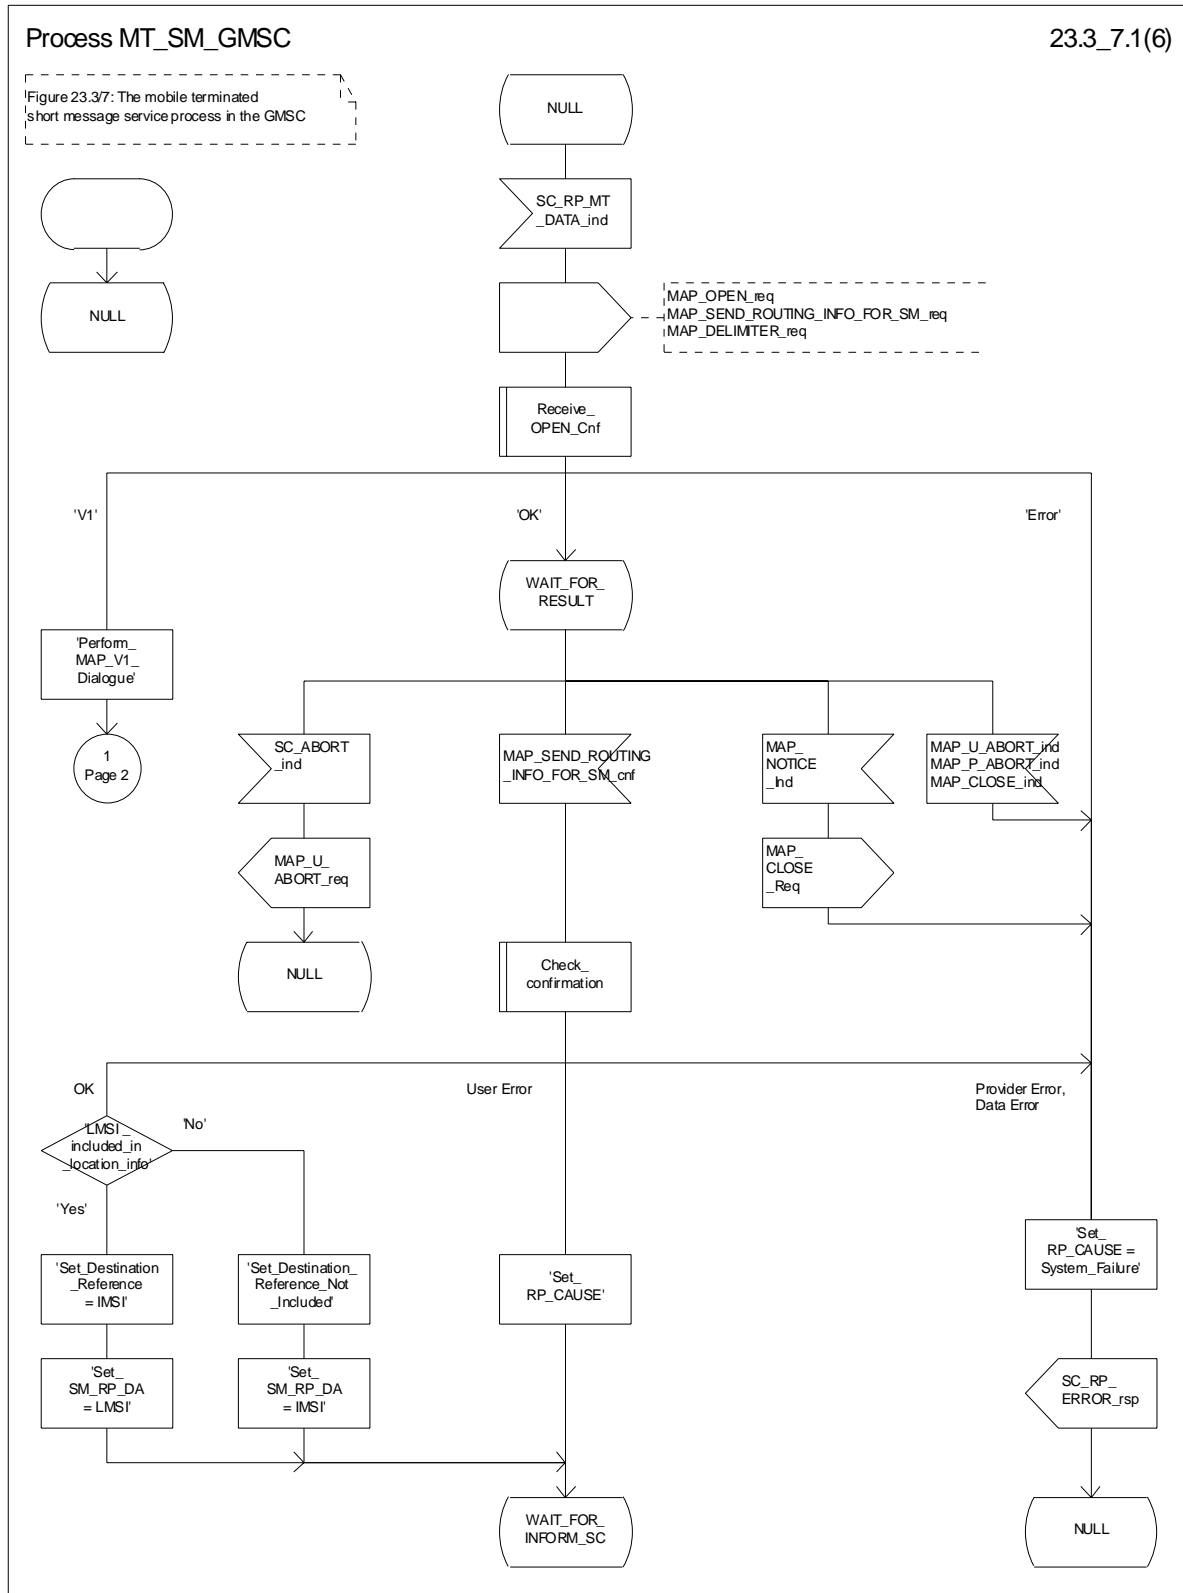 Process MT_SM_GMSC
23.3_7.1(6)
Figure 23.3/7: The mobile terminated
short message service process in the GMSC
NULL
SC_RP_MT
_DATA_ind
NULL
MAP_OPEN_req
MAP_SEND_ROUTING_INFO_FOR_SM_req
MAP_DELIMITER_req
Receive_
OPEN_Cnf
'V1'
'OK'
'Error'
WAIT_FOR_
RESULT
'Perform_
MAP_V1_
Dialogue'
1
Page 2
SC_ABORT
_ind
MAP_SEND_ROUTING
_INFO_FOR_SM_cnf
MAP_
NOTICE
_Ind
MAP_U_ABORT_ind
MAP_P_ABORT_ind
MAP_CLOSE_ind
MAP_U_
ABORT_req
MAP_
CLOSE
_Req
NULL
Check_
confirmation
OK
User Error
Provider Error,
Data Error
'LMSI_
included_in
_location_info'
'No'
'Yes'
'Set_Destination
_Reference
= IMSI'
'Set_Destination_
Reference_Not
_Included'
'Set_
RP_CAUSE'
'Set_
RP_CAUSE =
System_Failure'
'Set_
SM_RP_DA
= LMSI'
'Set_
SM_RP_DA
= IMSI'
SC_RP_
ERROR_rsp
WAIT_FOR_
INFORM_SC
NULL